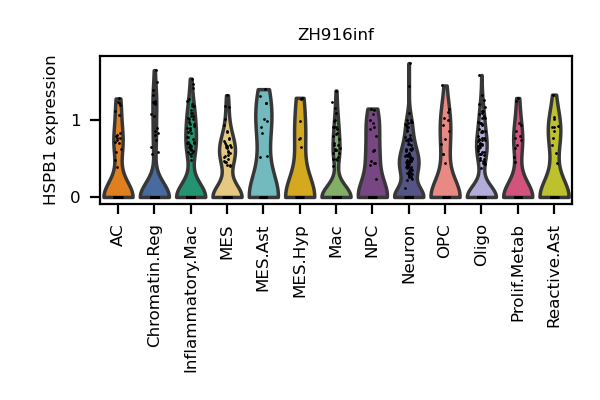 ZH916inf
HSPB1 expression
1
0
AC
Chromatin.Reg
Inflammatory.Mac
MES
MES.Ast
MES.Hyp
Mac
NPC
Neuron
OPC
Oligo
Prolif.Metab
Reactive.Ast